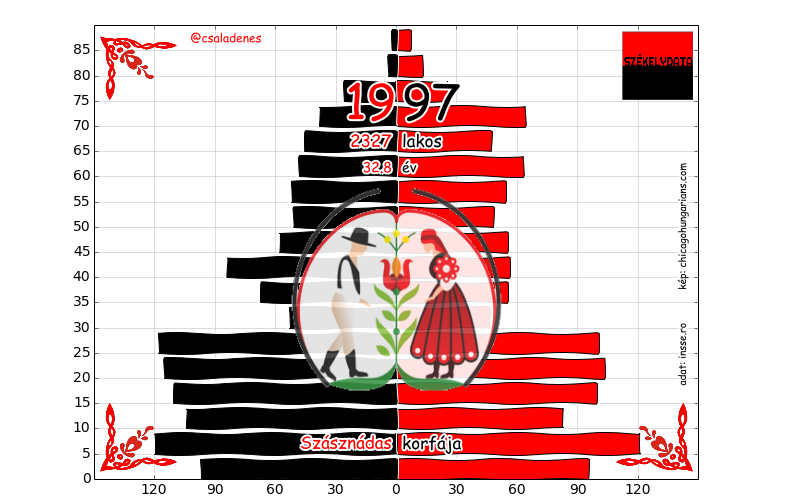 @csaladenes
SZÉKELYDATA
1997
2327 lakos
32.8 év
kép: chicagohungarians.com
adat: insse.ro
Szásznádas korfája
85
80
75
70
65
60
55
50
45
40
35
30
25
20
15
10
5
0
120 90 60 30 0 30 60 90 120